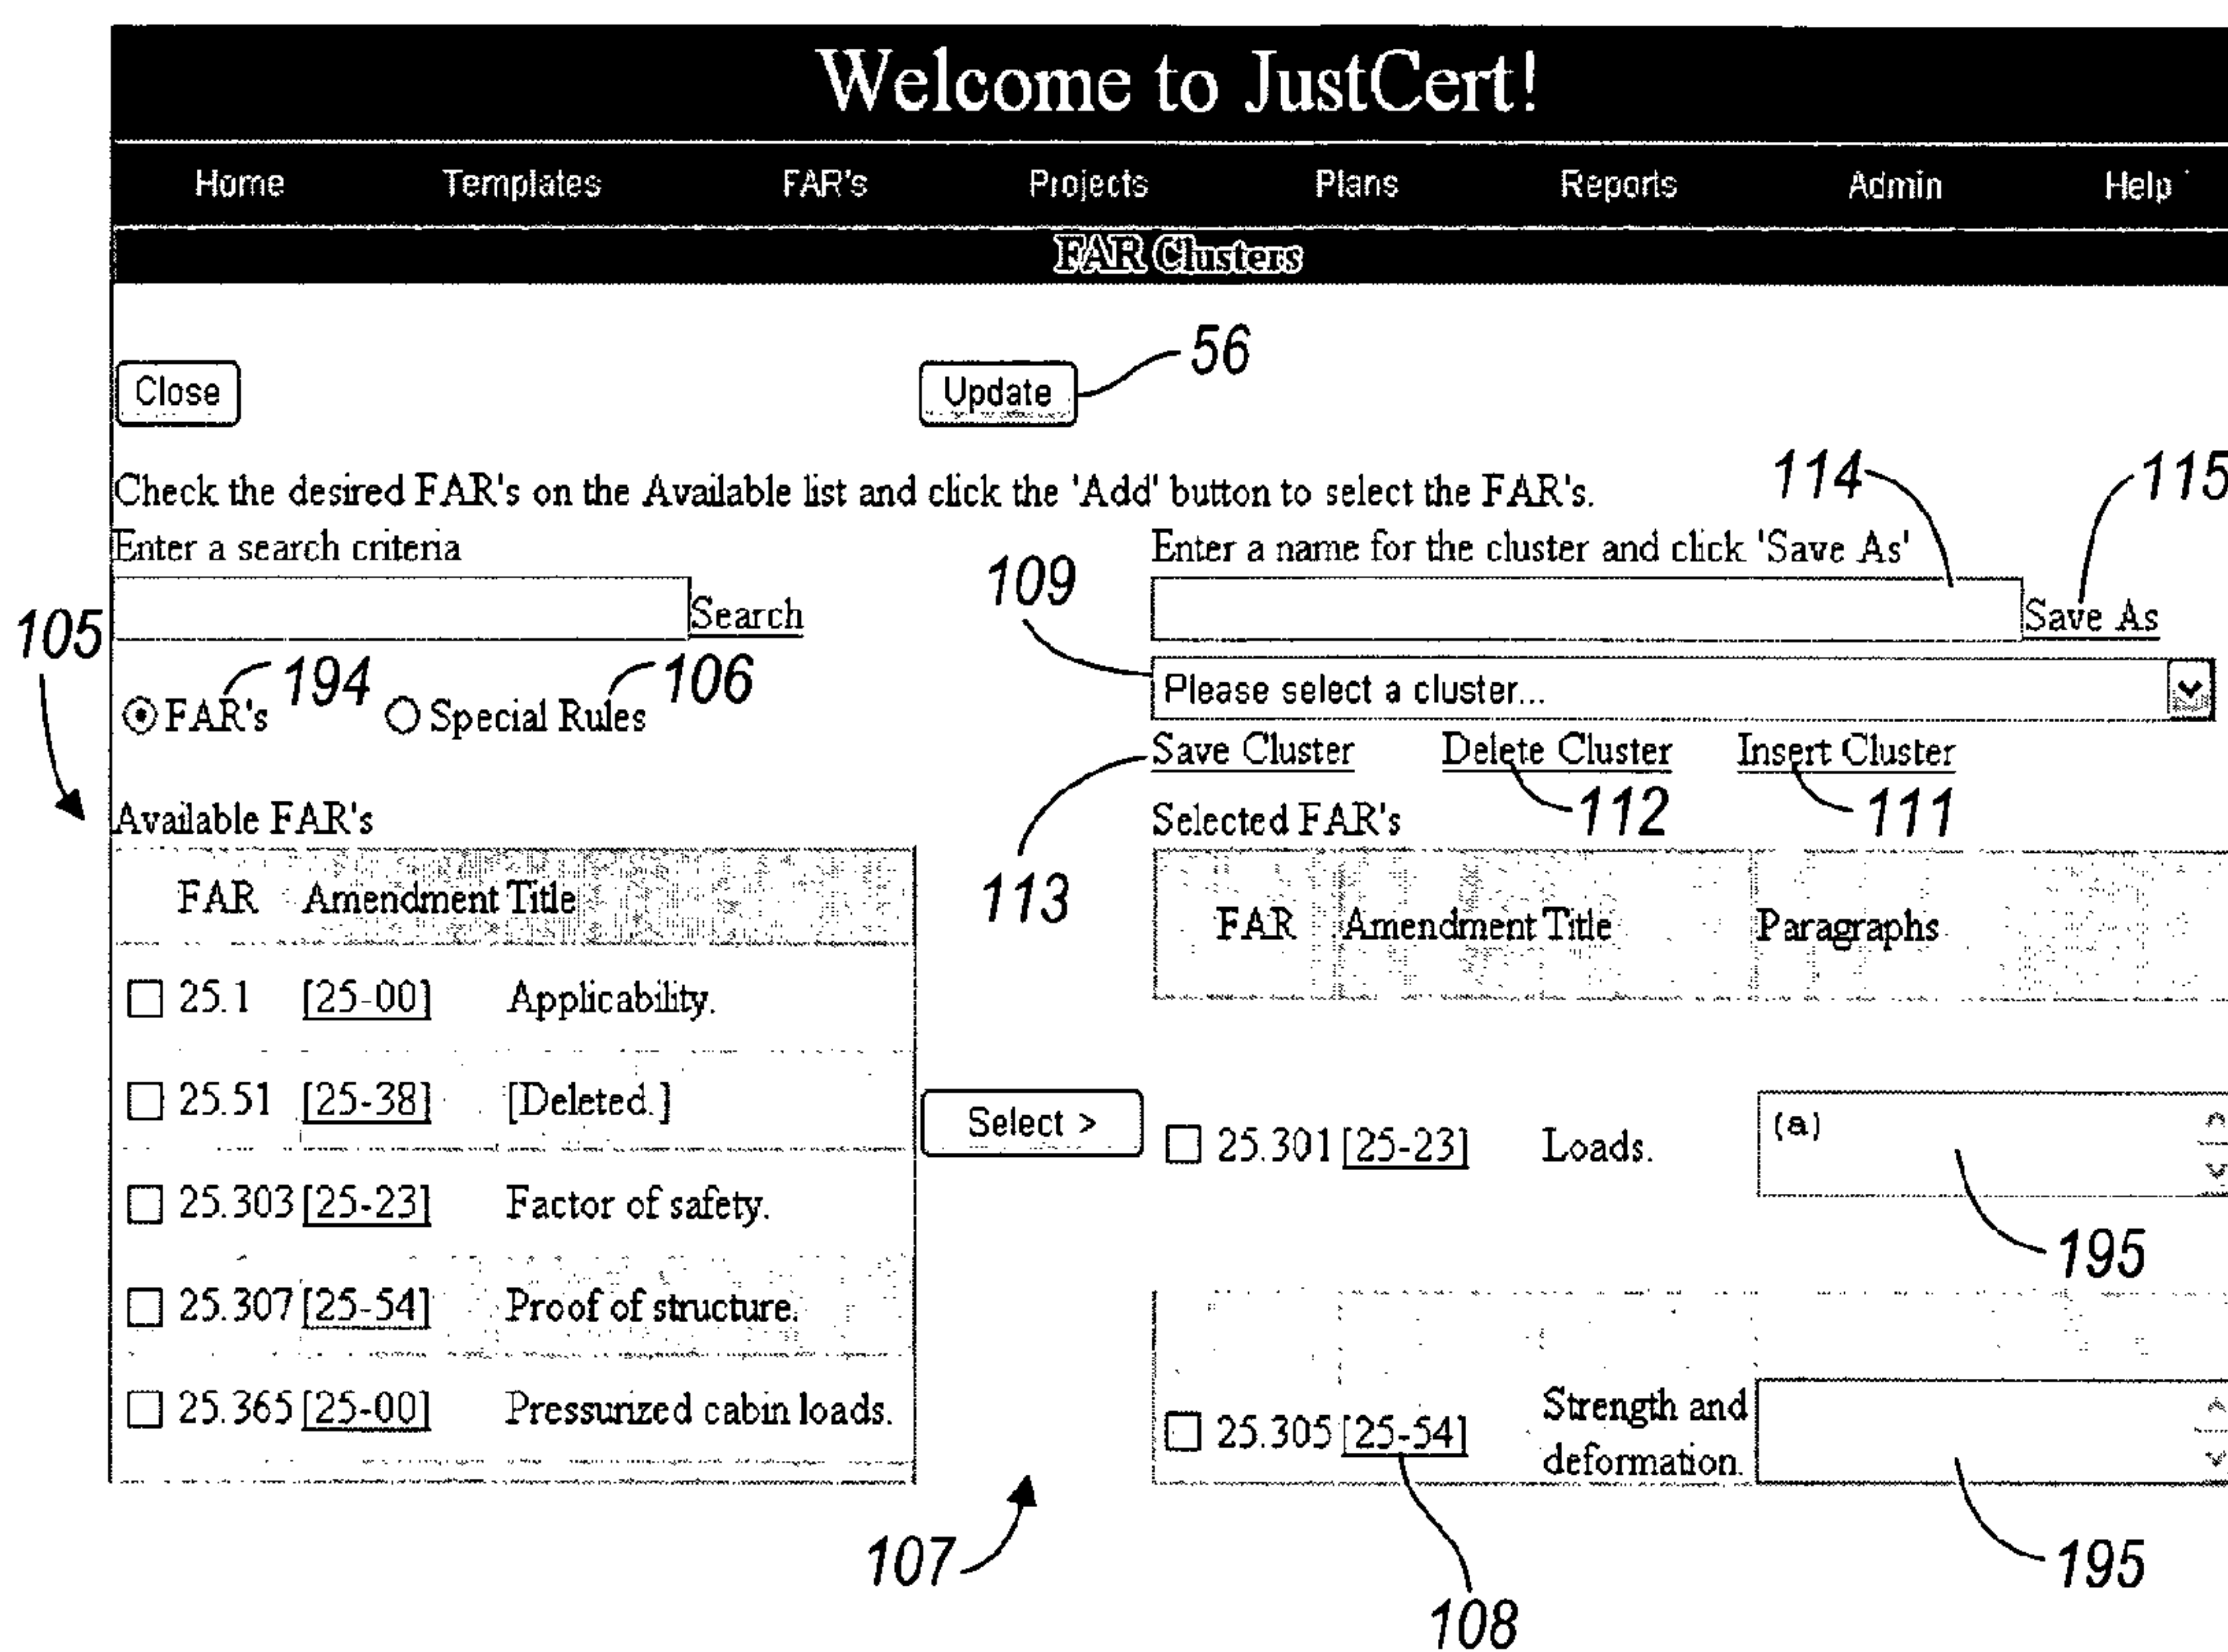 Welcome to JustCert!
Home Templates FAR's Projects Plans Reports Admin Help
FAR Clusters
56
Close Update
114 115
Check the desired FAR's on the Available list and click the 'Add' button to select the FAR's.
Enter a search criteria Enter a name for the cluster and click 'Save As'
109
105 Search Save As
194 106
FAR's Special Rules Please select a cluster...
Save Cluster Delete Cluster Insert Cluster
Available FAR's Selected FAR's 112 111
113
FAR Amendment Title FAR Amendment Title Paragraphs
25.1 [25-00] Applicability.
25.51 [25-38] [Deleted.]
Select > 25.301 [25-23] Loads. (a)
25.303 [25-23] Factor of safety.
195
25.307 [25-54] Proof of structure.
25.365 [25-00] Pressurized cabin loads. 25.305 [25-54] Strength and
deformation.
107 195
108